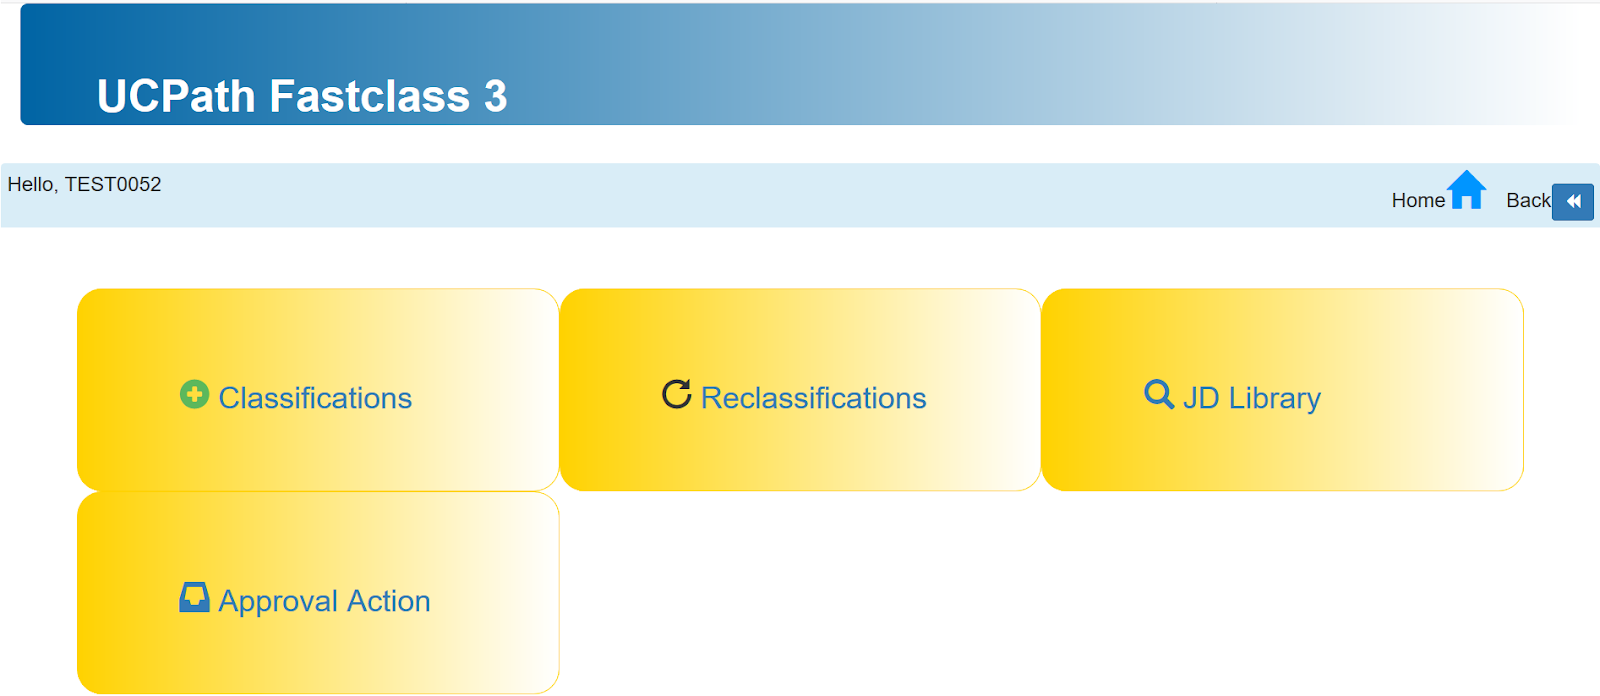 UCPath Fastclass 3
Hello, TEST0052
Home Back
Classifications Reclassifications JD Library
Approval Action